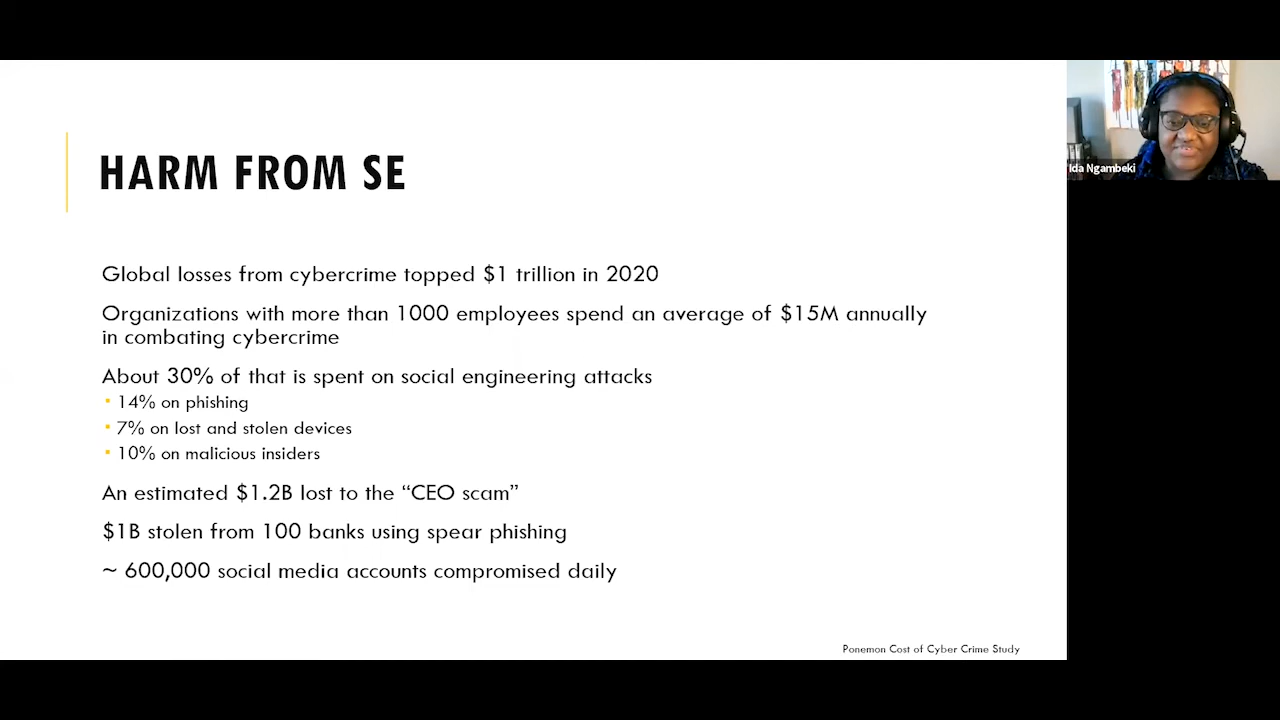 HARM FROM SE
Global losses from cybercrime topped $1 trillion in 2020
Organizations with more than 1000 employees spend an average of $15M annually
in combating cybercrime
About 30% of that is spent on social engineering attacks
▪ 14% on phishing
▪ 7% on lost and stolen devices
▪ 10% on malicious insiders
An estimated $1.2B lost to the “CEO scam”
$1B stolen from 100 banks using spear phishing
~ 600,000 social media accounts compromised daily
Ponemon Cost of Cyber Crime Study
Ida Ngambeki